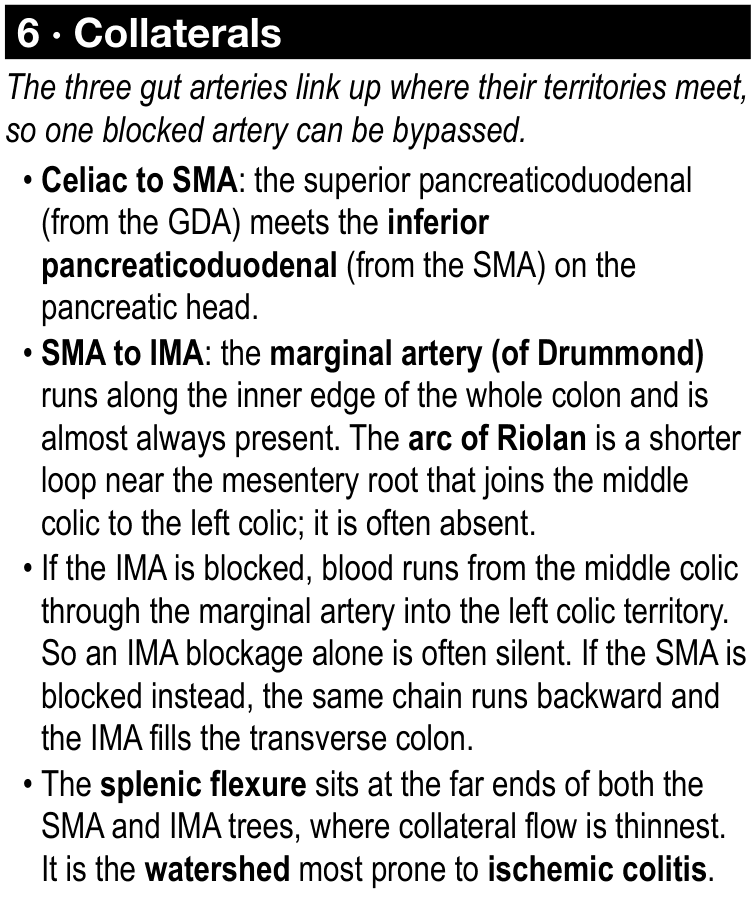 6 · Collaterals
The three gut arteries link up where their territories meet,
so one blocked artery can be bypassed.
• Celiac to SMA: the superior pancreaticoduodenal
(from the GDA) meets the inferior
pancreaticoduodenal (from the SMA) on the
pancreatic head.
• SMA to IMA: the marginal artery (of Drummond)
runs along the inner edge of the whole colon and is
almost always present. The arc of Riolan is a shorter
loop near the mesentery root that joins the middle
colic to the left colic; it is often absent.
• If the IMA is blocked, blood runs from the middle colic
through the marginal artery into the left colic territory.
So an IMA blockage alone is often silent. If the SMA is
blocked instead, the same chain runs backward and
the IMA fills the transverse colon.
• The splenic flexure sits at the far ends of both the
SMA and IMA trees, where collateral flow is thinnest.
It is the watershed most prone to ischemic colitis.